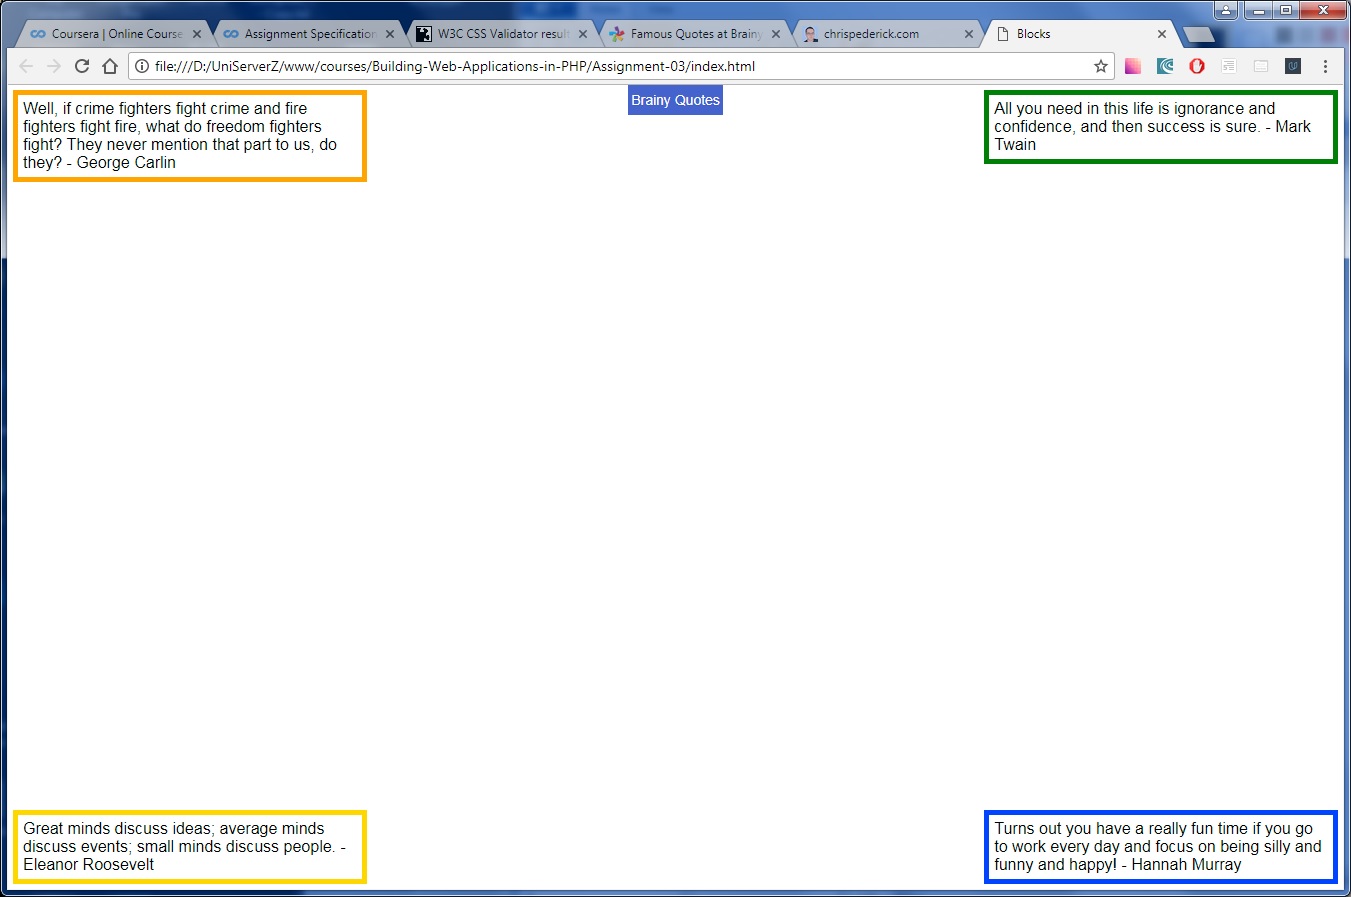 Coursera | Online Course
Assignment Specification
W3C CSS Validator result
Famous Quotes at Brainy
chrispederick.com
Blocks
file:///D:/UniServerZ/www/courses/Building-Web-Applications-in-PHP/Assignment-03/index.html
Well, if crime fighters fight crime and fire
fighters fight fire, what do freedom fighters
fight? They never mention that part to us, do
they? - George Carlin
Brainy Quotes
All you need in this life is ignorance and
confidence, and then success is sure. - Mark
Twain
Great minds discuss ideas; average minds
discuss events; small minds discuss people. -
Eleanor Roosevelt
Turns out you have a really fun time if you go
to work every day and focus on being silly and
funny and happy! - Hannah Murray